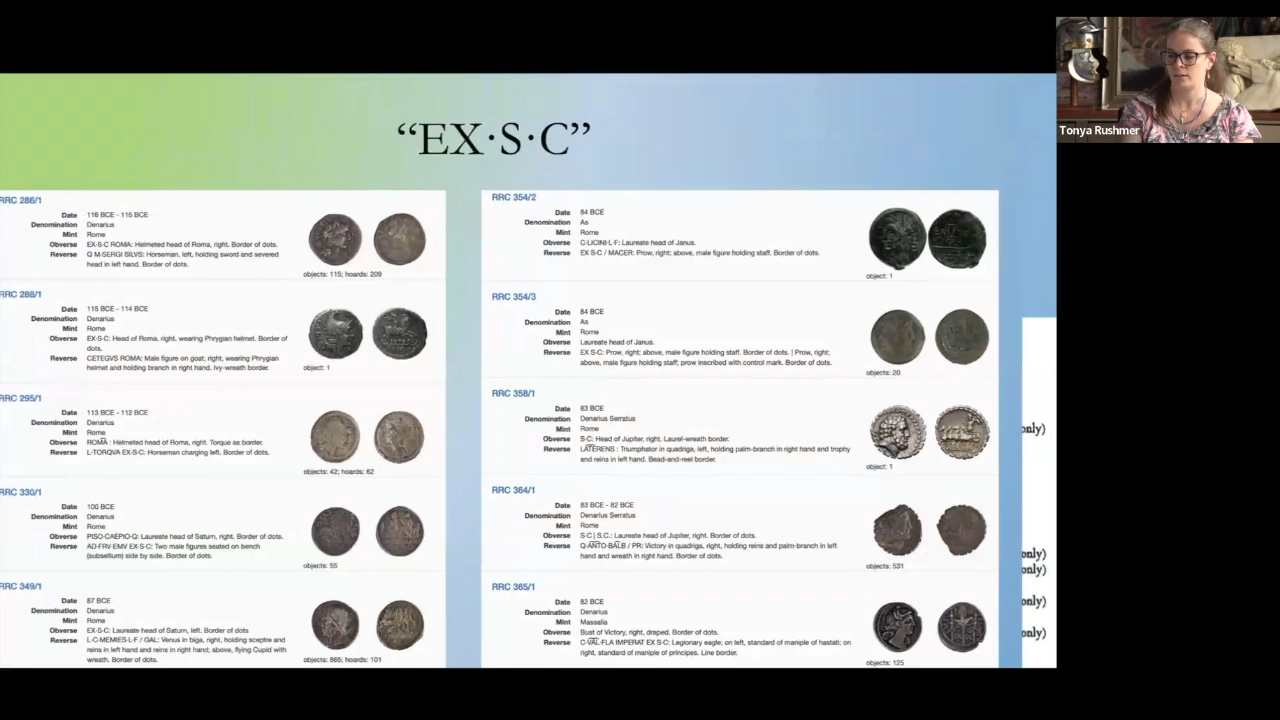 “EX·S·C”
RRC 286/1
Date 116 BCE - 115 BCE
Denomination Denarius
Mint Rome
Obverse EX·S·C ROMA: Helmeted head of Roma, right. Border of dots.
Reverse Q M·SERGI SILVS: Horseman, left, holding sword and severed
head in left hand. Border of dots.
objects: 115; hoards: 209
RRC 288/1
Date 115 BCE - 114 BCE
Denomination Denarius
Mint Rome
Obverse EX·S·C: Head of Roma, right, wearing Phrygian helmet. Border of
dots.
Reverse CETEGVS ROMA: Male figure on goat, right, wearing Phrygian
helmet and holding branch in right hand. Ivy-wreath border.
object: 1
RRC 295/1
Date 113 BCE - 112 BCE
Denomination Denarius
Mint Rome
Obverse ROMA : Helmeted head of Roma, right. Torque as border.
Reverse L·TORQVA EX·S·C: Horseman charging left. Border of dots.
objects: 42; hoards: 62
RRC 330/1
Date 100 BCE
Denomination Denarius
Mint Rome
Obverse PISO·CAEPIO·Q: Laureate head of Saturn, right. Border of dots.
Reverse AD·FRV·EMV EX·S·C: Two male figures seated on bench
(subsellium) side by side. Border of dots.
objects: 55
RRC 349/1
Date 87 BCE
Denomination Denarius
Mint Rome
Obverse EX·S·C: Laureate head of Saturn, left. Border of dots
Reverse L·C·MEMIES·L·F / GAL: Venus in biga, right, holding sceptre and
reins in left hand and reins in right hand; above, flying Cupid with
wreath. Border of dots.
objects: 865; hoards: 101
RRC 354/2
Date 84 BCE
Denomination As
Mint Rome
Obverse C·LICINI·L·F: Laureate head of Janus.
Reverse EX S·C / MACER: Prow, right; above, male figure holding staff. Border of dots.
object: 1
RRC 354/3
Date 84 BCE
Denomination As
Mint Rome
Obverse Laureate head of Janus.
Reverse EX S·C: Prow, right; above, male figure holding staff. Border of dots. | Prow, right;
above, male figure holding staff; prow inscribed with control mark. Border of dots.
objects: 20
RRC 358/1
Date 83 BCE
Denomination Denarius Serratus
Mint Rome
Obverse S·C: Head of Jupiter, right. Laurel-wreath border.
Reverse LATERENS : Triumphator in quadriga, left, holding palm-branch in right hand and trophy
and reins in left hand. Bead-and-reel border.
object: 1
RRC 364/1
Date 83 BCE - 82 BCE
Denomination Denarius Serratus
Mint Rome
Obverse S·C | S.C.: Laureate head of Jupiter, right. Border of dots.
Reverse Q·ANTO·BALB / PR: Victory in quadriga, right, holding reins and palm-branch in left
hand and wreath in right hand. Border of dots.
objects: 531
RRC 365/1
Date 82 BCE
Denomination Denarius
Mint Massalia
Obverse Bust of Victory, right, draped. Border of dots.
Reverse C·VAL·FLA IMPERAT EX S·C: Legionary eagle; on left, standard of maniple of hastati; on
right, standard of maniple of principes. Line border.
objects: 125
only)
only)
only)
only)
only)
Tonya Rushmer